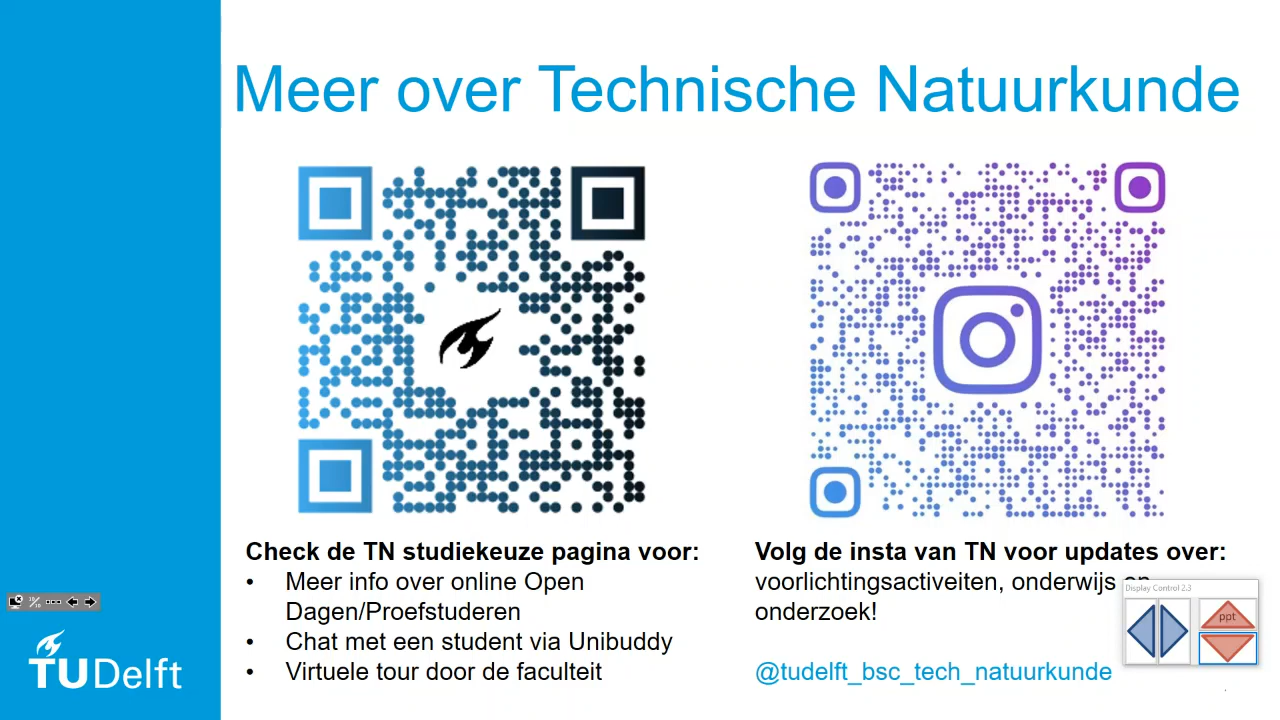 Meer over Technische Natuurkunde
Check de TN studiekeuze pagina voor:
• Meer info over online Open
Dagen/Proefstuderen
• Chat met een student via Unibuddy
• Virtuele tour door de faculteit
Volg de insta van TN voor updates over:
voorlichtingsactiveiten, onderwijs en
onderzoek!
@tudelft_bsc_tech_natuurkunde
Display Control 2.3
ppt
TU Delft